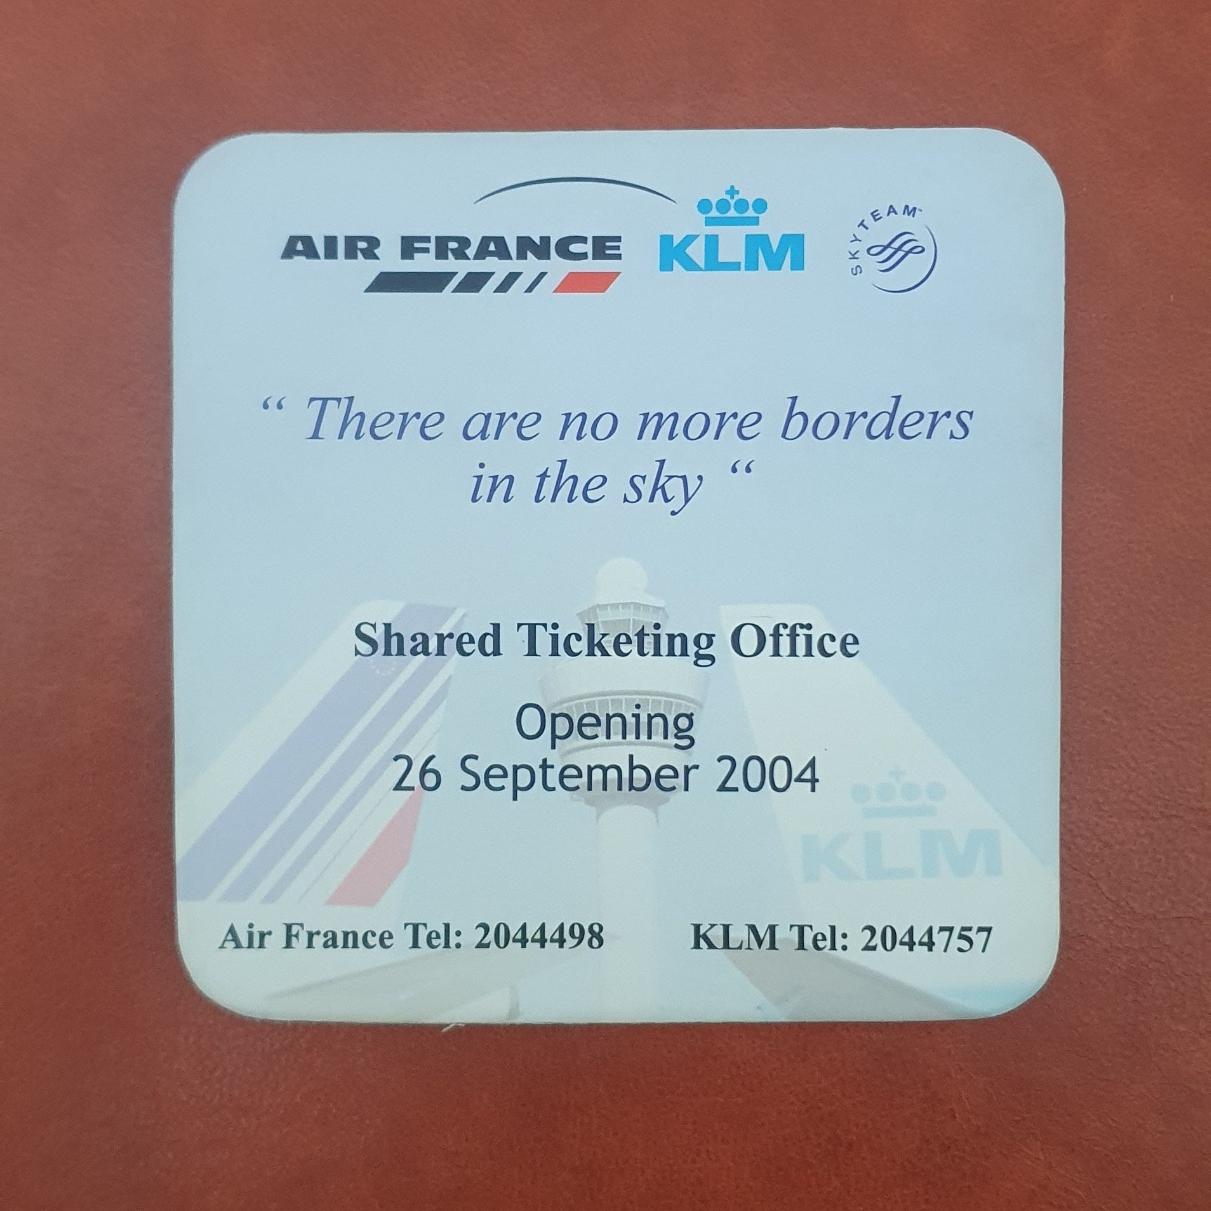 AIR FRANCE KLM SKYTEAM
“ There are no more borders
in the sky “
Shared Ticketing Office
Opening
26 September 2004
KLM
Air France Tel: 2044498 KLM Tel: 2044757